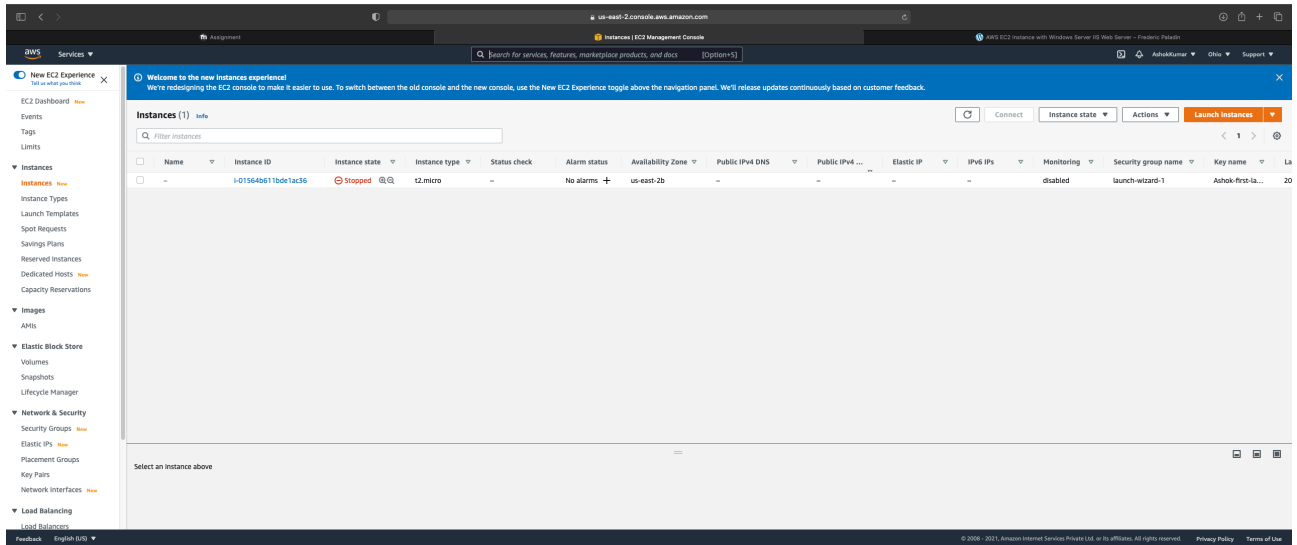 us-east-2.console.aws.amazon.com
Assignment
Instances | EC2 Management Console
AWS EC2 instance with Windows Server IIS Web Server – Frederic Paladin
aws
Services
Search for services, features, marketplace products, and docs [Option+S]
AshokKumar
Ohio
Support
New EC2 Experience
Tell us what you think
Welcome to the new instances experience!
We're redesigning the EC2 console to make it easier to use. To switch between the old console and the new console, use the New EC2 Experience toggle above the navigation panel. We'll release updates continuously based on customer feedback.
EC2 Dashboard New
Events
Tags
Limits
Instances
Instances New
Instance Types
Launch Templates
Spot Requests
Savings Plans
Reserved Instances
Dedicated Hosts New
Capacity Reservations
Images
AMIs
Elastic Block Store
Volumes
Snapshots
Lifecycle Manager
Network & Security
Security Groups New
Elastic IPs New
Placement Groups
Key Pairs
Network Interfaces New
Load Balancing
Load Balancers
Instances (1) Info
Connect
Instance state
Actions
Launch instances
Filter instances
1
Name Instance ID Instance state Instance type Status check Alarm status Availability Zone Public IPv4 DNS Public IPv4 ... Elastic IP IPv6 IPs Monitoring Security group name Key name La
– i-01564b611bde1ac36 Stopped t2.micro – No alarms + us-east-2b – – – – disabled launch-wizard-1 Ashok-first-la... 20
Select an instance above
Feedback English (US)
© 2008 - 2021, Amazon Internet Services Private Ltd. or its affiliates. All rights reserved. Privacy Policy Terms of Use